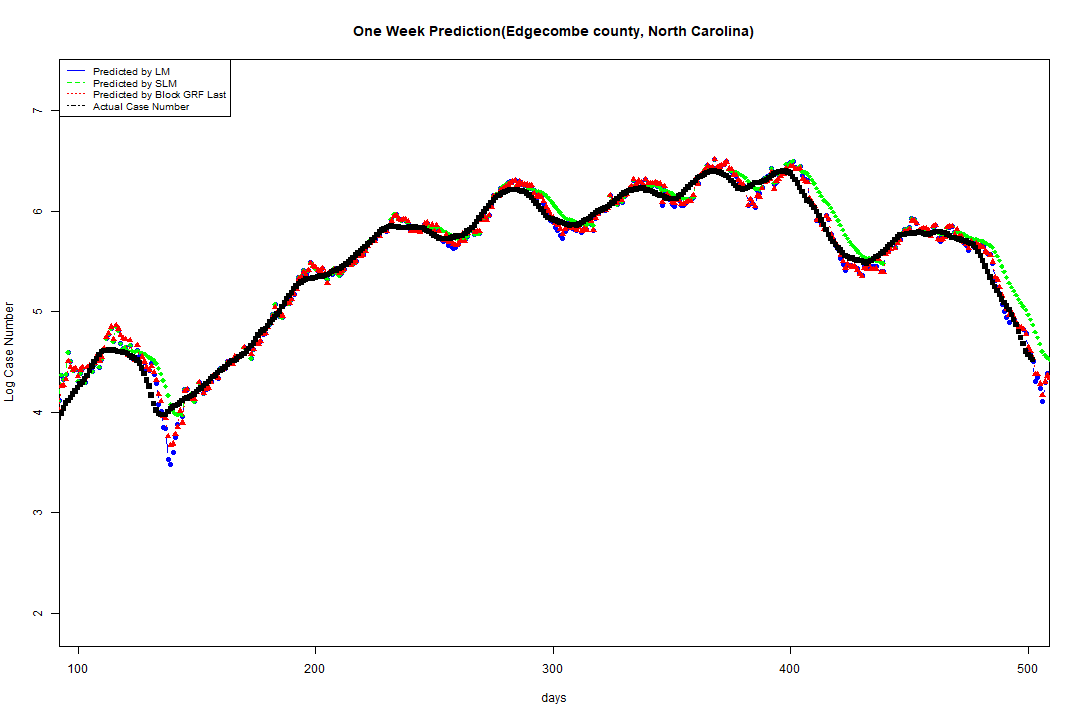 One Week Prediction(Edgecombe county, North Carolina)
Predicted by LM
Predicted by SLM
Predicted by Block GRF Last
Actual Case Number
7
6
5
4
3
2
Log Case Number
100 200 300 400 500
days